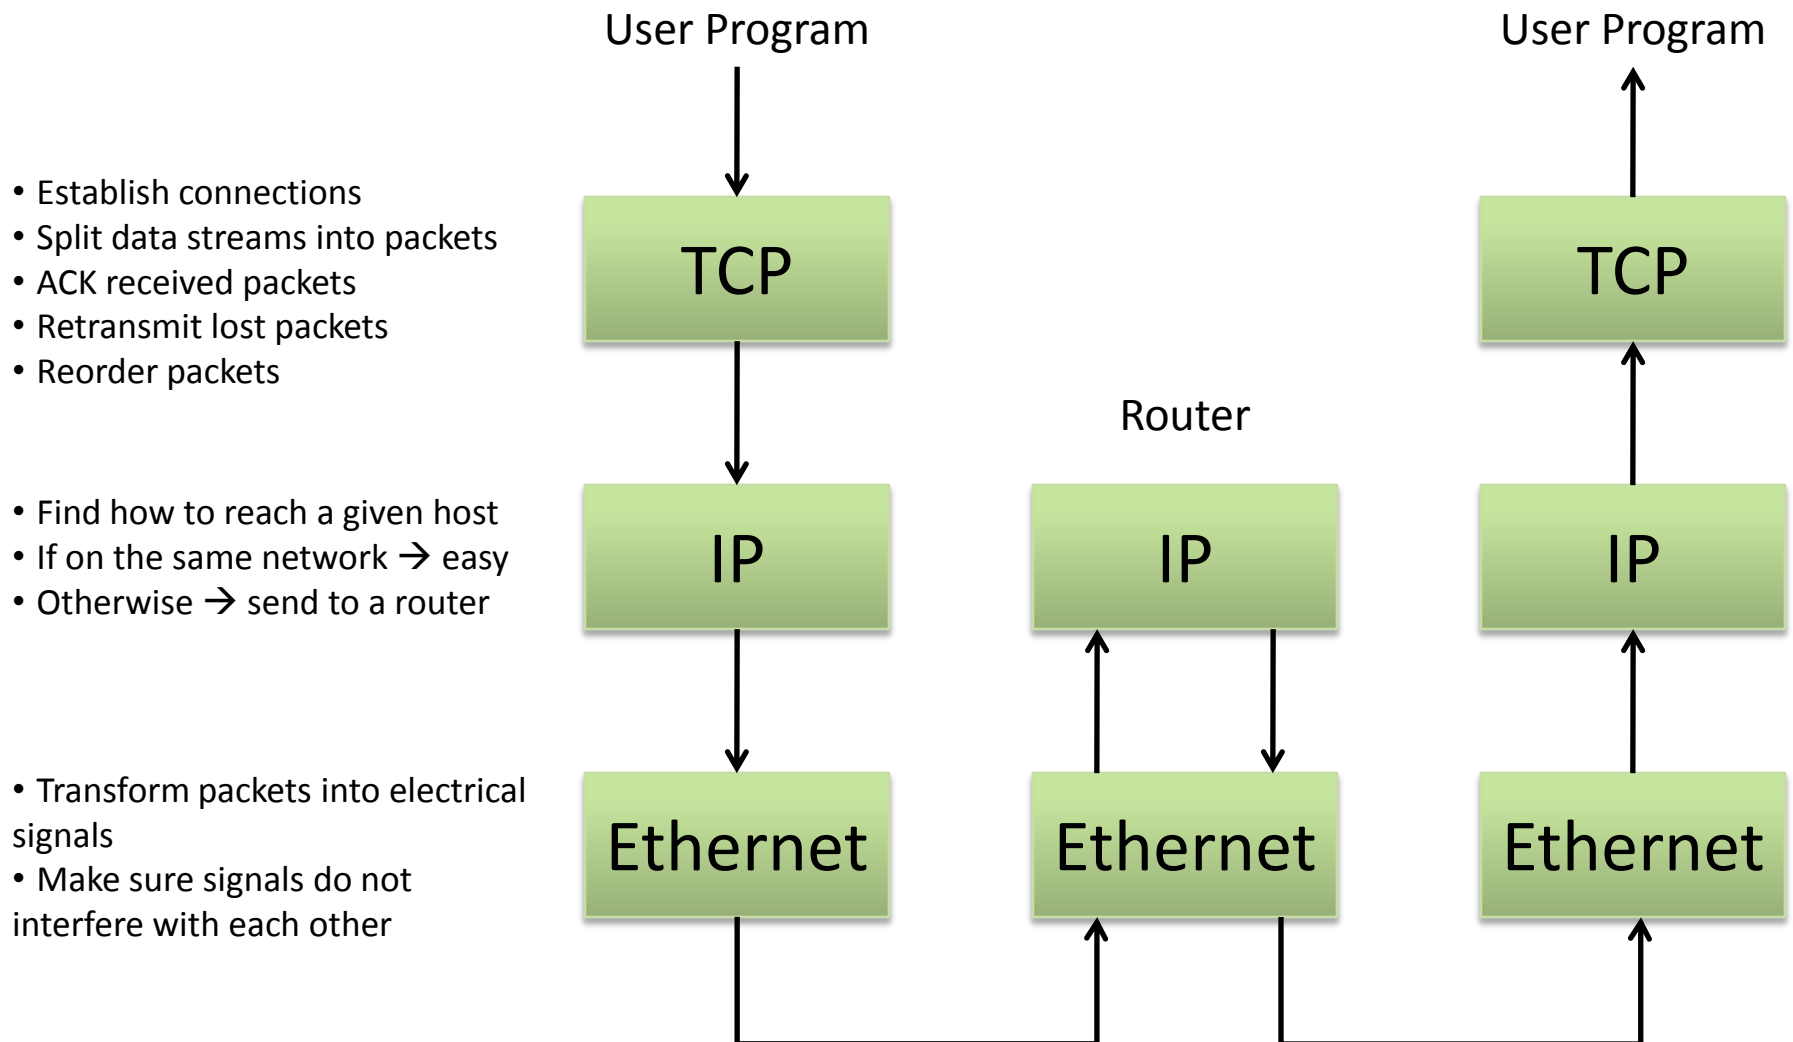 User Program
User Program
• Establish connections
• Split data streams into packets
• ACK received packets
• Retransmit lost packets
• Reorder packets
TCP
TCP
Router
• Find how to reach a given host
• If on the same network → easy
• Otherwise → send to a router
IP
IP
IP
• Transform packets into electrical
signals
• Make sure signals do not
interfere with each other
Ethernet
Ethernet
Ethernet